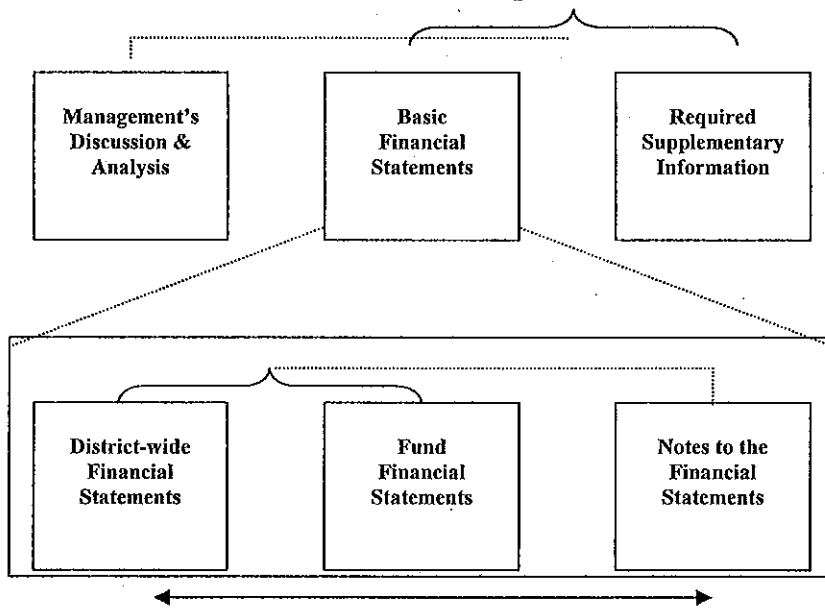 Management's
Discussion &
Analysis
Basic
Financial
Statements
Required
Supplementary
Information
District-wide
Financial
Statements
Fund
Financial
Statements
Notes to the
Financial
Statements